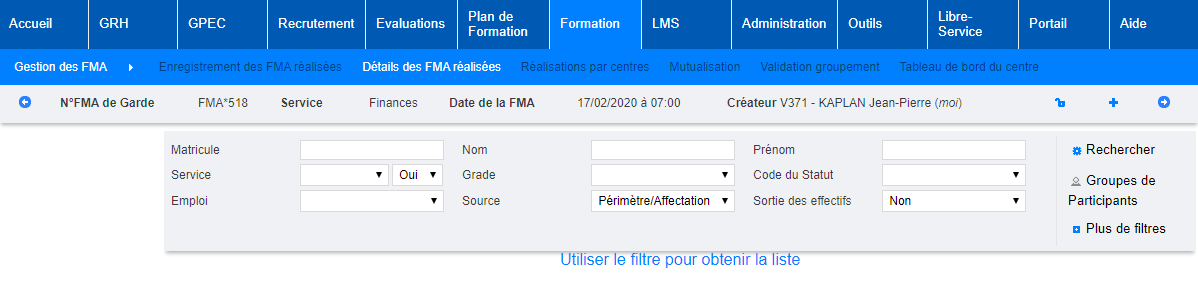 Accueil GRH GPEC Recrutement Evaluations Plan de Formation Formation LMS Administration Outils Libre-Service Portail Aide
Gestion des FMA Enregistrement des FMA réalisées Détails des FMA réalisées Réalisations par centres Mutualisation Validation groupement Tableau de bord du centre
N°FMA de Garde FMA*518 Service Finances Date de la FMA 17/02/2020 à 07:00 Créateur V371 - KAPLAN Jean-Pierre (moi)
Matricule Nom Prénom Rechercher
Service Oui Grade Code du Statut Groupes de Participants
Emploi Source Périmètre/Affectation Sortie des effectifs Non
Plus de filtres
Utiliser le filtre pour obtenir la liste